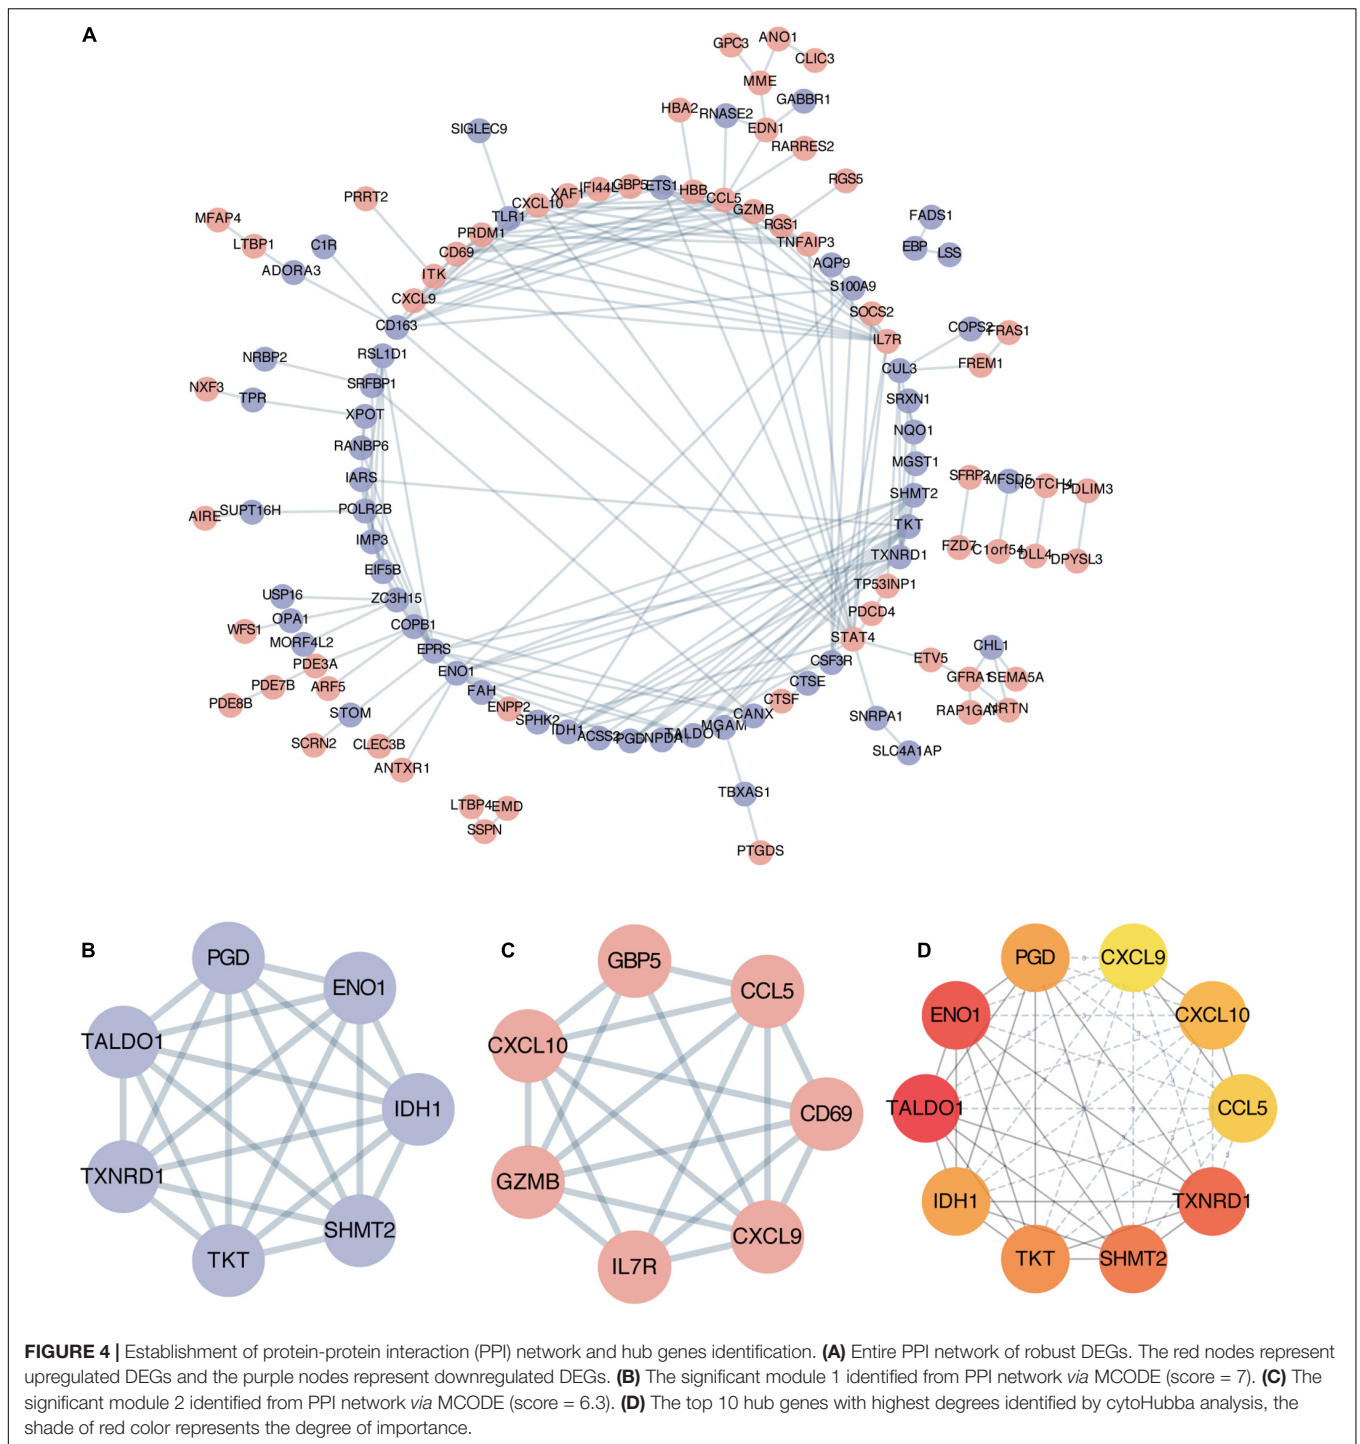 A
GPC3
ANO1
CLIC3
MME
GABBR1
HBA2
RNASE2
EDN1
RARRES2
SIGLEC9
RGS5
PRRT2
MFAP4
LTBP1
C1R
ADORA3
FADS1
EBP
LSS
TLR1
CXCL10
XAF1
IFI44L
GBP5
ETS1
HBB
CCL5
GZMB
RGS1
TNFAIP3
AQP9
S100A9
SOCS2
IL7R
PRDM1
CD69
ITK
CXCL9
CD163
RSL1D1
SRFBP1
XPOT
RANBP6
IARS
POLR2B
IMP3
EIF5B
ZC3H15
COPB1
EPRS
ENO1
FAH
ENPP2
SPHK2
IDH1
ACSS2
PGD
TALDO1
MGAM
CANX
CTSF
CTSE
CSF3R
STAT4
PDCD4
TP53INP1
TXNRD1
TKT
SHMT2
MGST1
NQO1
SRXN1
CUL3
COPS2
FRAS1
FREM1
NRBP2
NXF3
TPR
AIRE
SUPT16H
USP16
OPA1
WFS1
MORF4L2
PDE3A
PDE7B
ARF5
PDE8B
STOM
SCRN2
CLEC3B
ANTXR1
SFRP2
MFSD5
NOTCH4
PDLIM3
FZD7
C1orf54
DLL4
DPYSL3
ETV5
CHL1
GFRA1
SEMA5A
RAP1GAP
NRTN
SNRPA1
SLC4A1AP
TBXAS1
PTGDS
LTBP4
EMD
SSPN
B
PGD
ENO1
TALDO1
IDH1
TXNRD1
SHMT2
TKT
C
GBP5
CCL5
CXCL10
CD69
GZMB
CXCL9
IL7R
D
PGD
CXCL9
ENO1
CXCL10
TALDO1
CCL5
IDH1
TXNRD1
TKT
SHMT2
FIGURE 4 | Establishment of protein-protein interaction (PPI) network and hub genes identification. (A) Entire PPI network of robust DEGs. The red nodes represent
upregulated DEGs and the purple nodes represent downregulated DEGs. (B) The significant module 1 identified from PPI network via MCODE (score = 7). (C) The
significant module 2 identified from PPI network via MCODE (score = 6.3). (D) The top 10 hub genes with highest degrees identified by cytoHubba analysis, the
shade of red color represents the degree of importance.